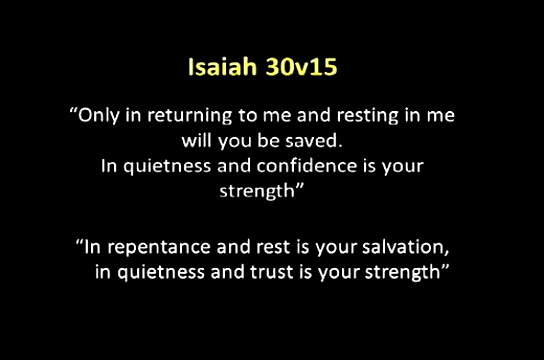 Isaiah 30v15
“Only in returning to me and resting in me
will you be saved.
In quietness and confidence is your
strength”
“In repentance and rest is your salvation,
in quietness and trust is your strength”